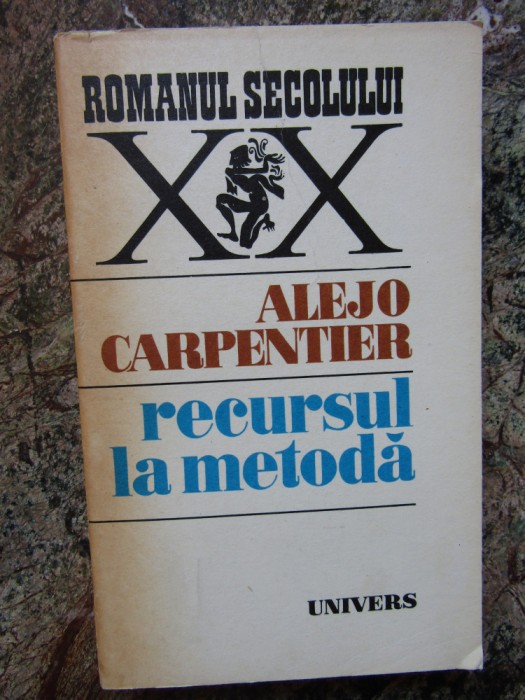 ROMANUL SECOLULUI
XX
ALEJO
CARPENTIER
recursul
la metodă
UNIVERS